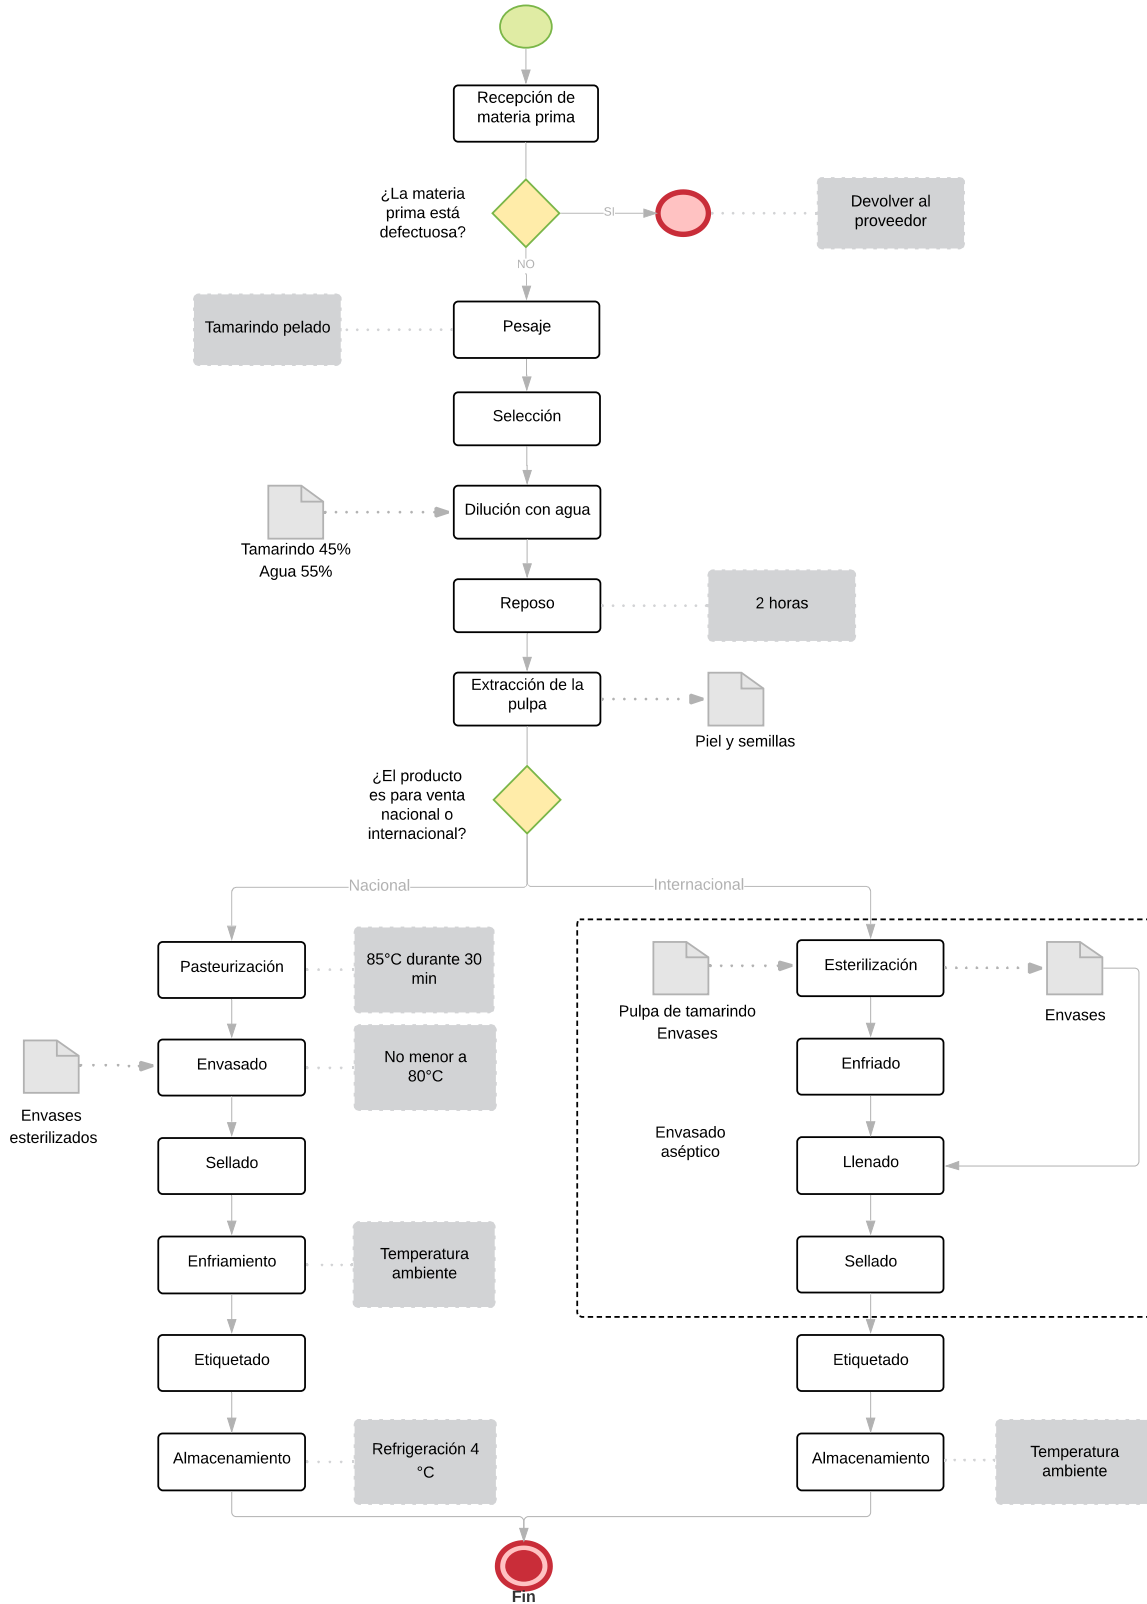 Recepción de
materia prima
¿La materia
prima está
defectuosa?
SI
Devolver al
proveedor
NO
Tamarindo pelado
Pesaje
Selección
Dilución con agua
Tamarindo 45%
Agua 55%
Reposo
2 horas
Extracción de la
pulpa
Piel y semillas
¿El producto
es para venta
nacional o
internacional?
Nacional
Internacional
Pasteurización
85°C durante 30
min
Envasado
No menor a
80°C
Envases
esterilizados
Sellado
Enfriamiento
Temperatura
ambiente
Etiquetado
Almacenamiento
Refrigeración 4
°C
Esterilización
Pulpa de tamarindo
Envases
Envases
Enfriado
Envasado
aséptico
Llenado
Sellado
Etiquetado
Almacenamiento
Temperatura
ambiente
Fin